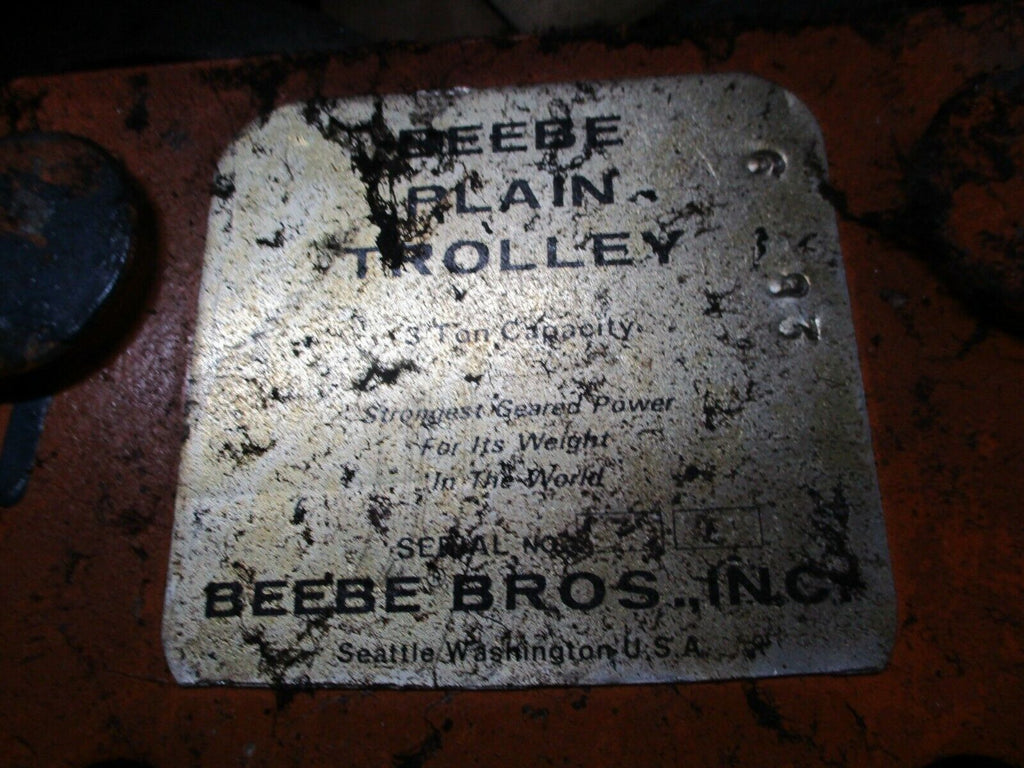 BEEBE
PLAIN
TROLLEY
3 Ton Capacity
Strongest Geared Power
For Its Weight
In The World
SERIAL NO.
BEEBE BROS., INC.
Seattle Washington U.S.A.